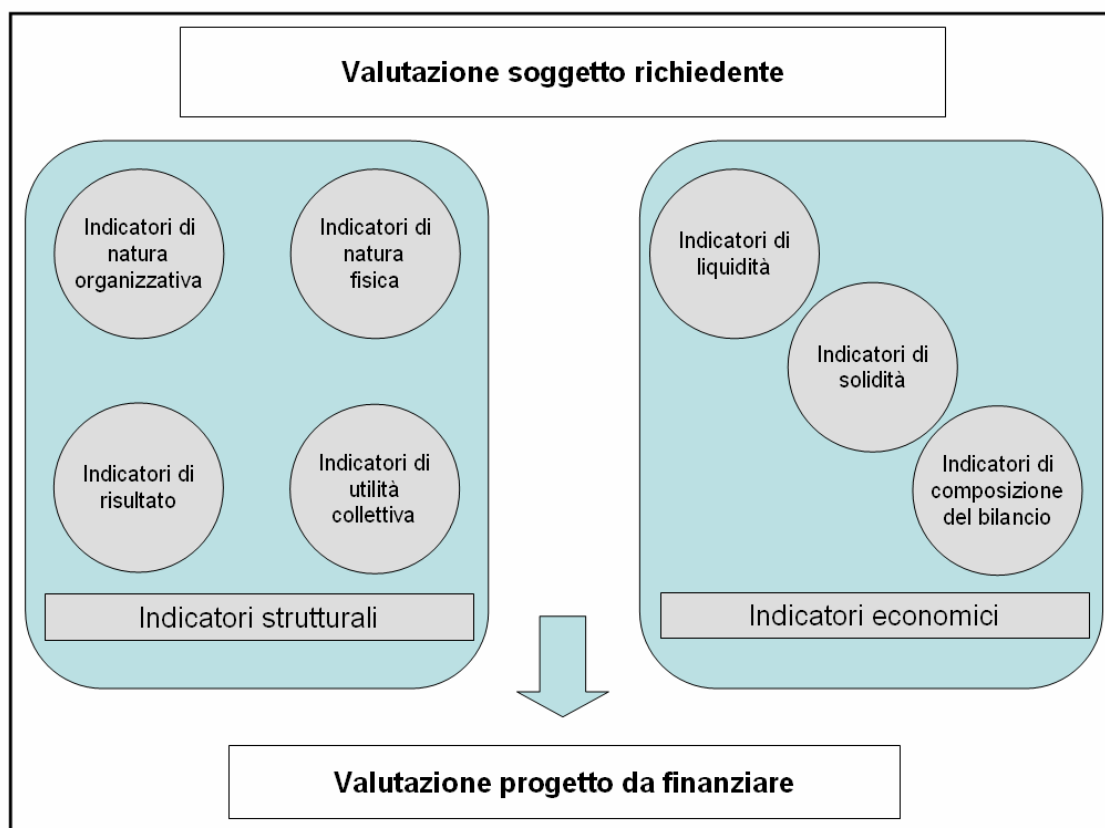 Valutazione soggetto richiedente
Indicatori di
natura
organizzativa
Indicatori di
natura
fisica
Indicatori di
risultato
Indicatori di
utilità
collettiva
Indicatori strutturali
Indicatori di
liquidità
Indicatori di
solidità
Indicatori di
composizione
del bilancio
Indicatori economici
Valutazione progetto da finanziare